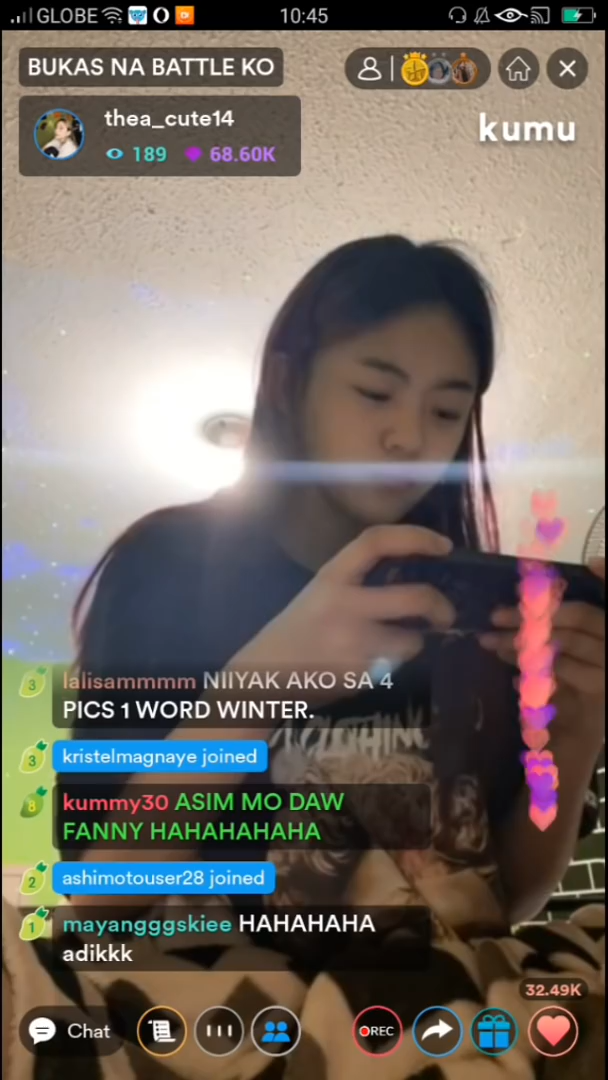 GLOBE
10:45
BUKAS NA BATTLE KO
thea_cute14
189 68.60K
kumu
3 lalisammmm NIIYAK AKO SA 4
PICS 1 WORD WINTER.
3 kristelmagnaye joined
8 kummy30 ASIM MO DAW
FANNY HAHAHAHAHA
2 ashimotouser28 joined
CLOTHING
1 mayangggskiee HAHAHAHA
adikkk
32.49K
Chat
REC